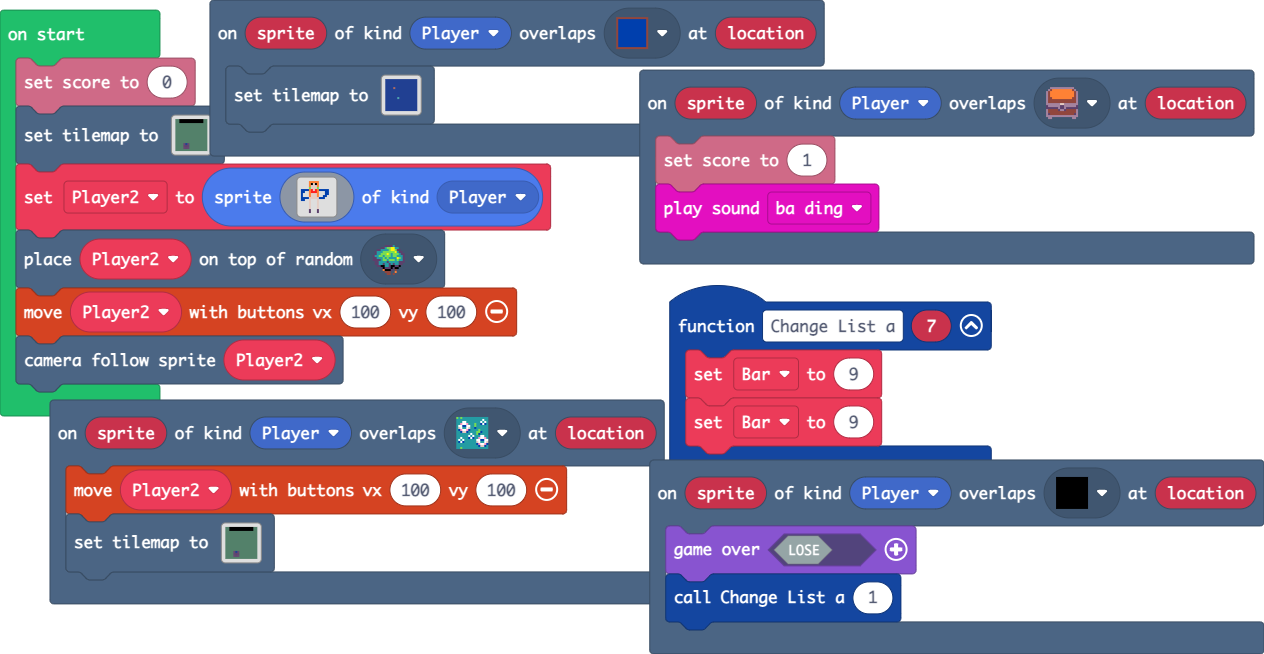 on start
set score to 0
set tilemap to
set Player2 to sprite of kind Player
place Player2 on top of random
move Player2 with buttons vx 100 vy 100
camera follow sprite Player2
on sprite of kind Player overlaps at location
set tilemap to
on sprite of kind Player overlaps at location
set score to 1
play sound ba ding
function Change List a 7
set Bar to 9
set Bar to 9
on sprite of kind Player overlaps at location
move Player2 with buttons vx 100 vy 100
set tilemap to
on sprite of kind Player overlaps at location
game over LOSE
call Change List a 1